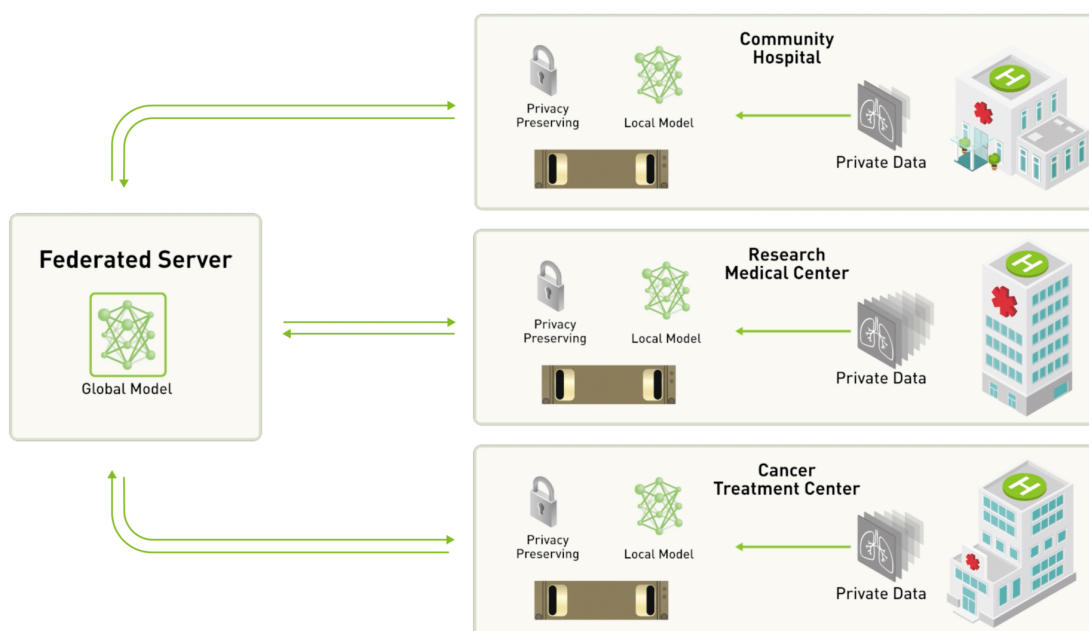 Community
Hospital
Privacy
Preserving
Local Model
Private Data
H
Federated Server
Global Model
Research
Medical Center
Privacy
Preserving
Local Model
Private Data
H
Cancer
Treatment Center
Privacy
Preserving
Local Model
Private Data
H